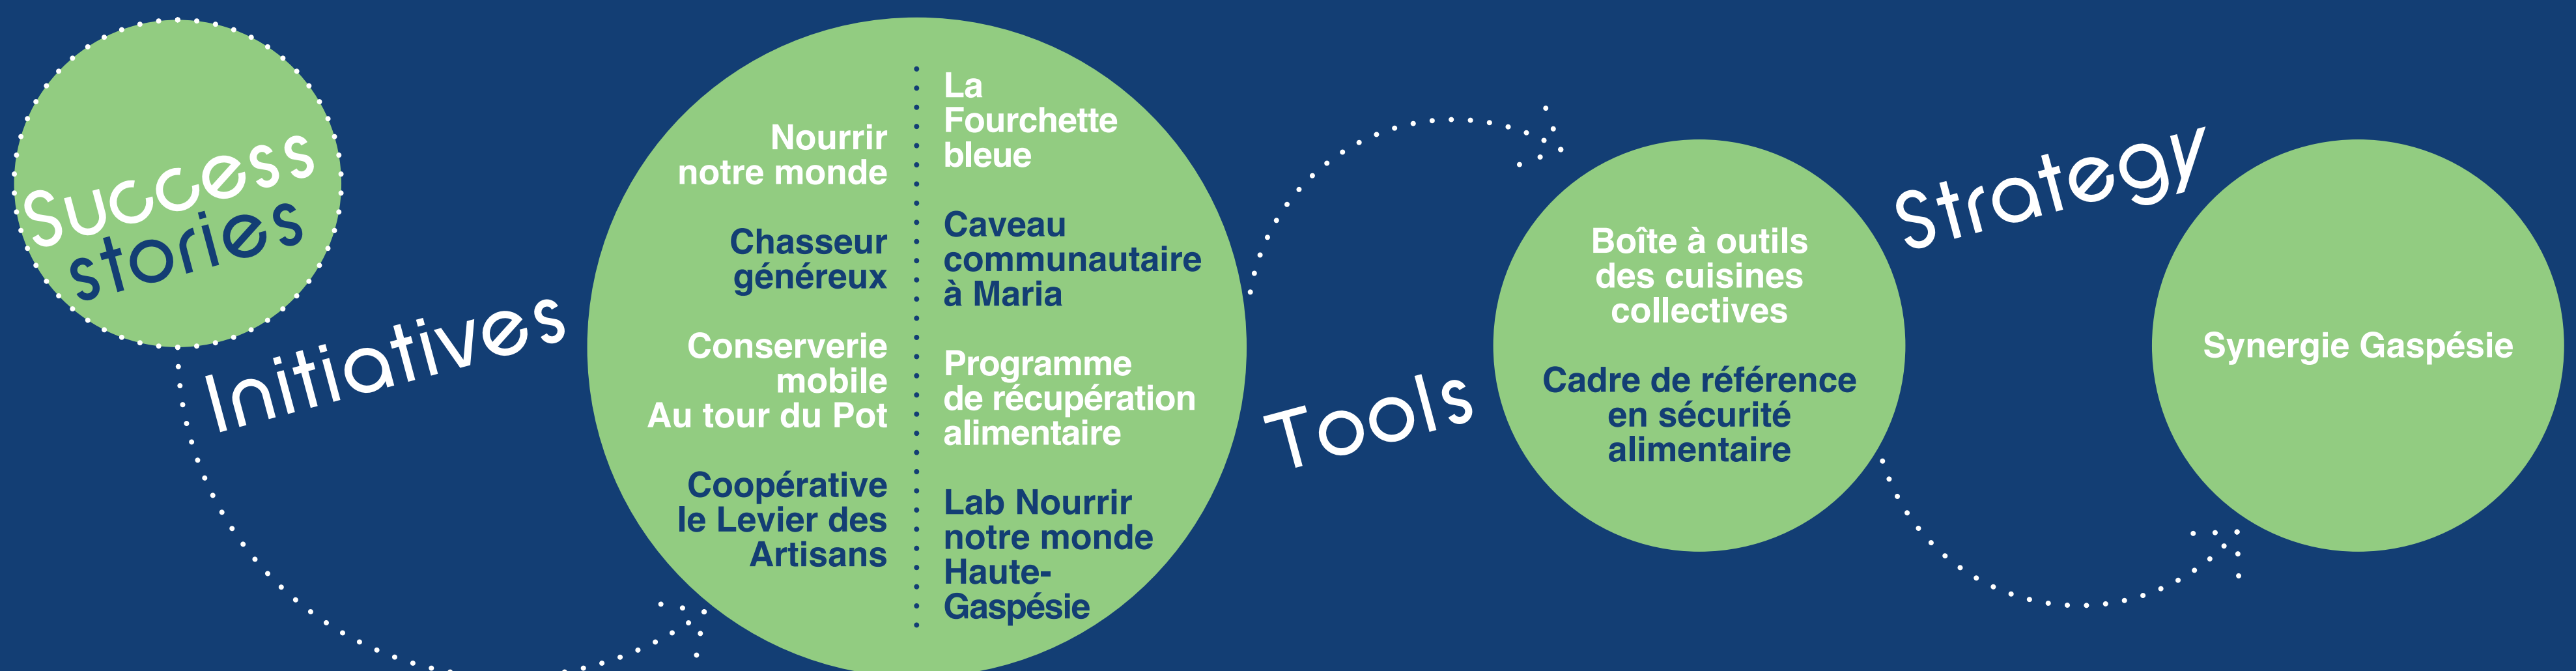 Success
stories
Initiatives
Nourrir
notre monde
Chasseur
généreux
Conserverie
mobile
Au tour du Pot
Coopérative
le Levier des
Artisans
La
Fourchette
bleue
Caveau
communautaire
à Maria
Programme
de récupération
alimentaire
Lab Nourrir
notre monde
Haute-
Gaspésie
Tools
Boîte à outils
des cuisines
collectives
Cadre de référence
en sécurité
alimentaire
Strategy
Synergie Gaspésie